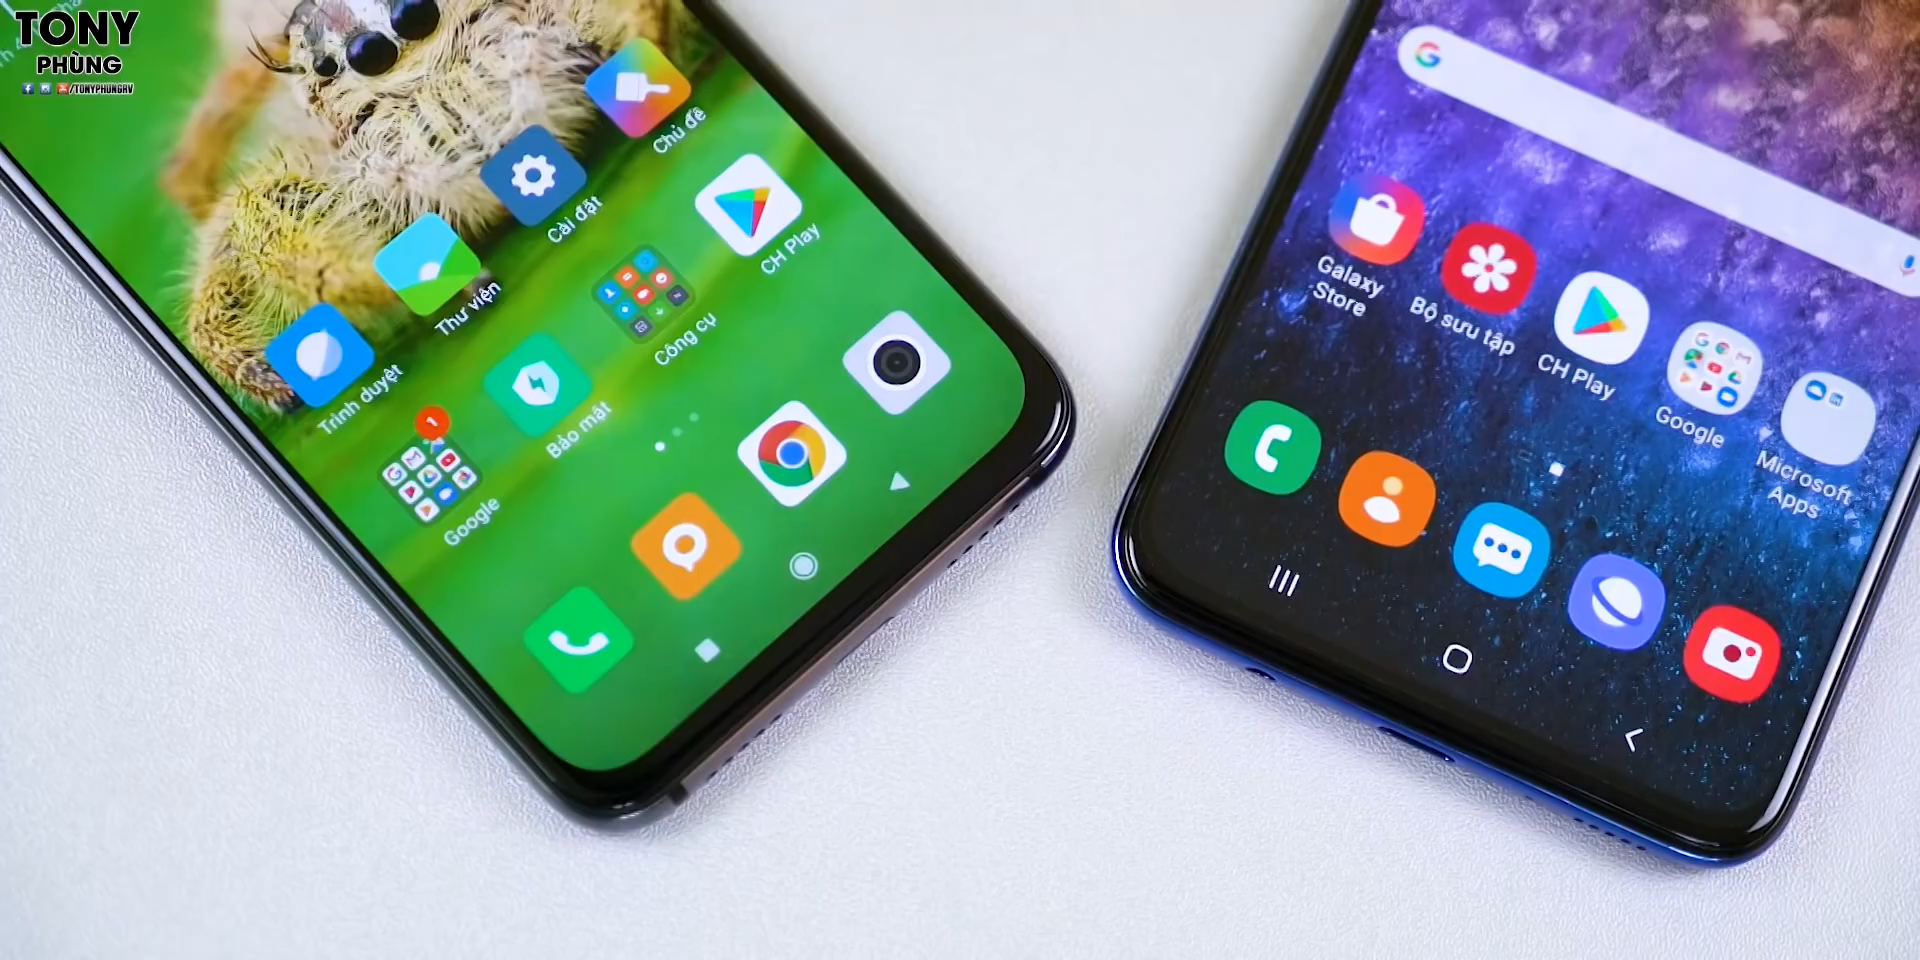 TONY
PHÙNG
/TONYPHUNGRV
Chủ đề
Cài đặt
Thư viện
Trình duyệt
CH Play
Công cụ
Bảo mật
1
Google
Galaxy
Store
Bộ sưu tập
CH Play
Google
Microsoft
Apps